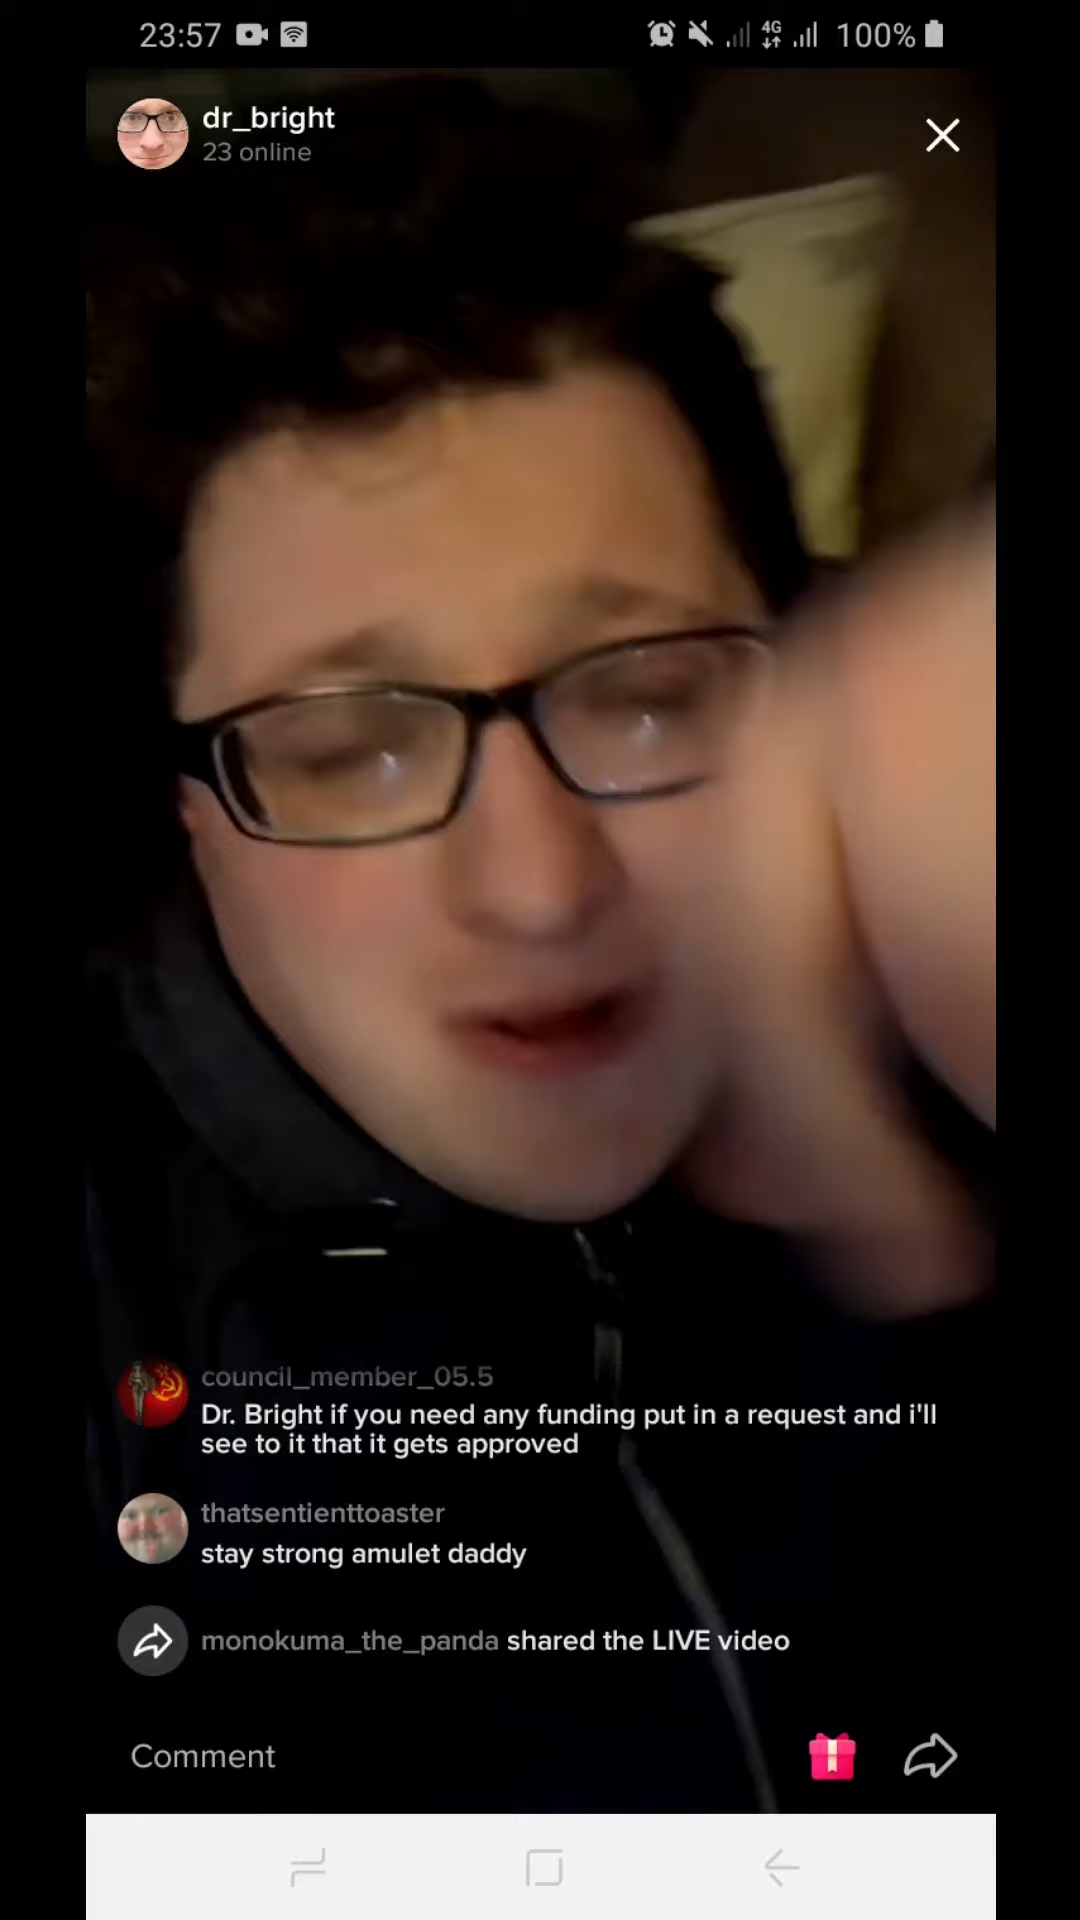 23:57
4G
100%
dr_bright
23 online
council_member_05.5
Dr. Bright if you need any funding put in a request and i'll
see to it that it gets approved
thatsentienttoaster
stay strong amulet daddy
monokuma_the_panda shared the LIVE video
Comment